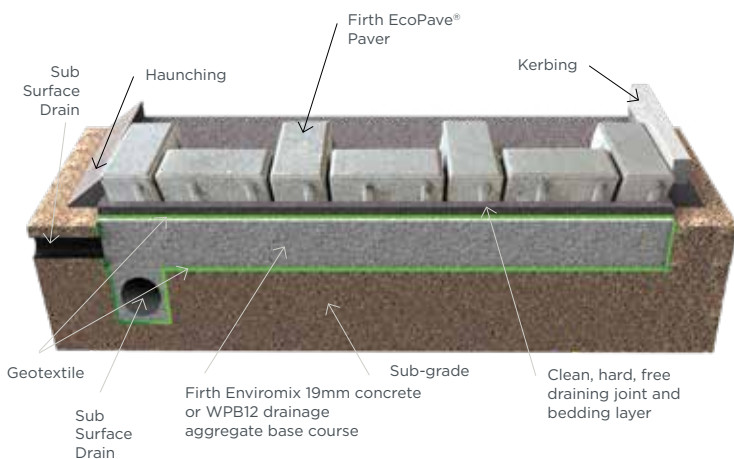 Firth EcoPave®
Paver
Kerbing
Haunching
Sub
Surface
Drain
Geotextile
Sub
Surface
Drain
Firth Enviromix 19mm concrete
or WPB12 drainage
aggregate base course
Sub-grade
Clean, hard, free
draining joint and
bedding layer